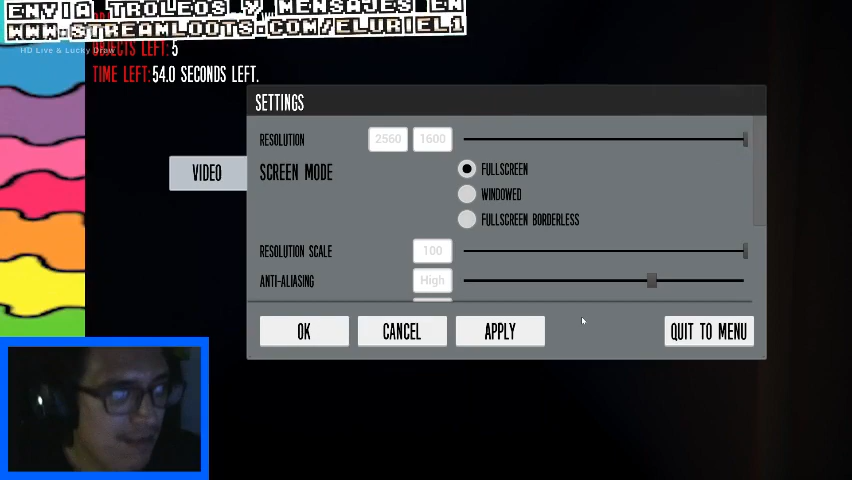 ENVIA TROLEOS Y MENSAJES EN
WWW.STREAMLOOTS.COM/ELURIEL1
OBJECTS LEFT: 5
HD Live & Lucky Draw
TIME LEFT: 54.0 SECONDS LEFT.
SETTINGS
RESOLUTION 2560 1600
VIDEO
SCREEN MODE
FULLSCREEN
WINDOWED
FULLSCREEN BORDERLESS
RESOLUTION SCALE 100
ANTI-ALIASING High
OK CANCEL APPLY QUIT TO MENU